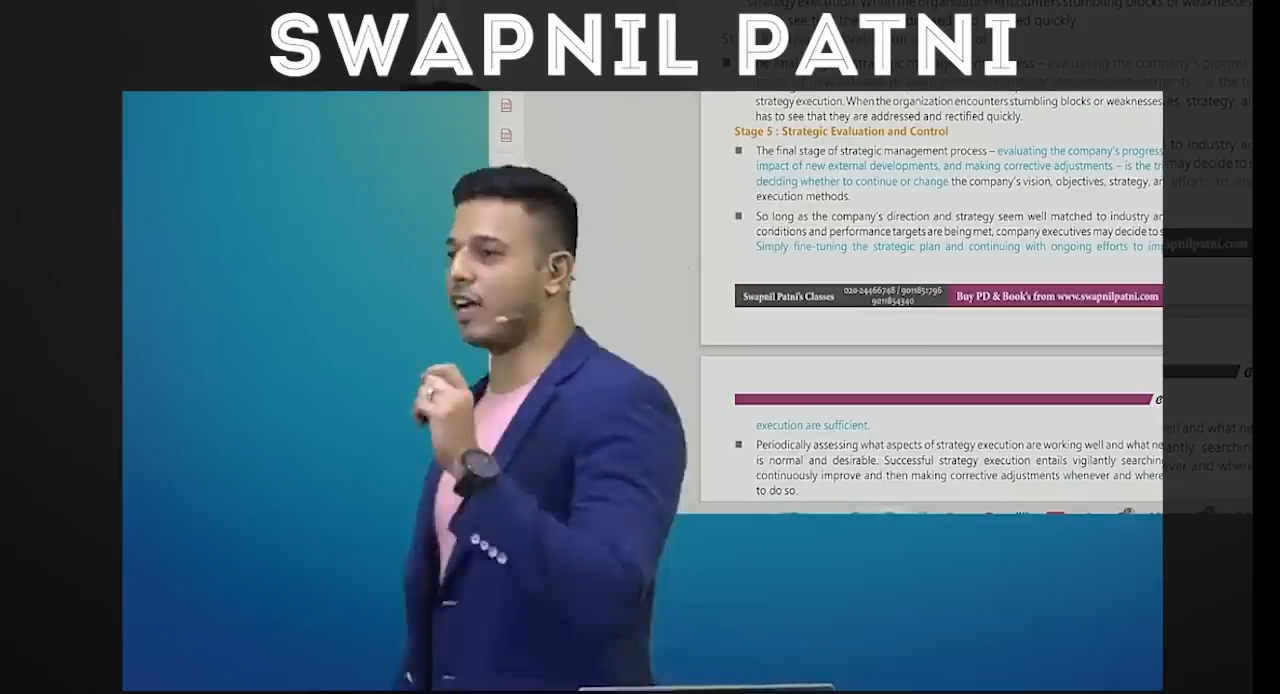 SWAPNIL PATNI
strategy execution. When the organization encounters stumbling blocks or weaknesses, strategy,
has to see that they are addressed and rectified quickly.
Stage 5 : Strategic Evaluation and Control
The final stage of strategic management process – evaluating the company's progress
impact of new external developments, and making corrective adjustments – is the
deciding whether to continue or change the company's vision, objectives, strategy,
execution methods.
So long as the company's direction and strategy seem well matched to industry
conditions and performance targets are being met, company executives may decide to
Simply fine-tuning the strategic plan and continuing with ongoing efforts to
Swapnil Patni's Classes
020-24466748 / 9011851796
9011854340
Buy PD & Book's from www.swapnilpatni.com
execution are sufficient.
Periodically assessing what aspects of strategy execution are working well and what
is normal and desirable. Successful strategy execution entails vigilantly
continuously improve and then making corrective adjustments whenever and
to do so.